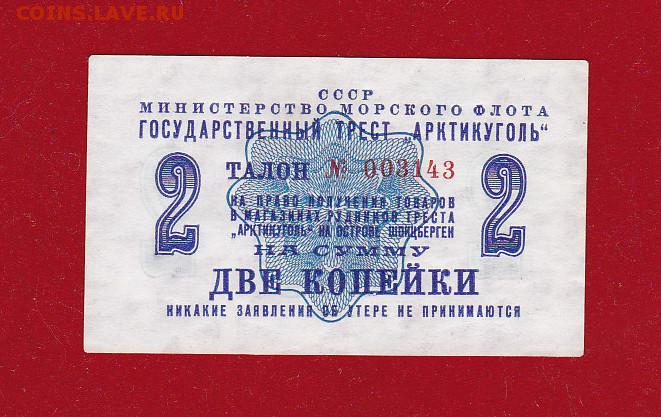 COINS.LAVE.RU
СССР
МИНИСТЕРСТВО МОРСКОГО ФЛОТА
ГОСУДАРСТВЕННЫЙ ТРЕСТ „АРКТИКУГОЛЬ“
2 ТАЛОН № 003143 2
НА ПРАВО ПОЛУЧЕНИЯ ТОВАРОВ
В МАГАЗИНАХ РУДНИКОВ ТРЕСТА
„АРКТИКУГОЛЬ“ НА ОСТРОВЕ ШПИЦБЕРГЕН
НА СУММУ
ДВЕ КОПЕЙКИ
НИКАКИЕ ЗАЯВЛЕНИЯ ОБ УТЕРЕ НЕ ПРИНИМАЮТСЯ